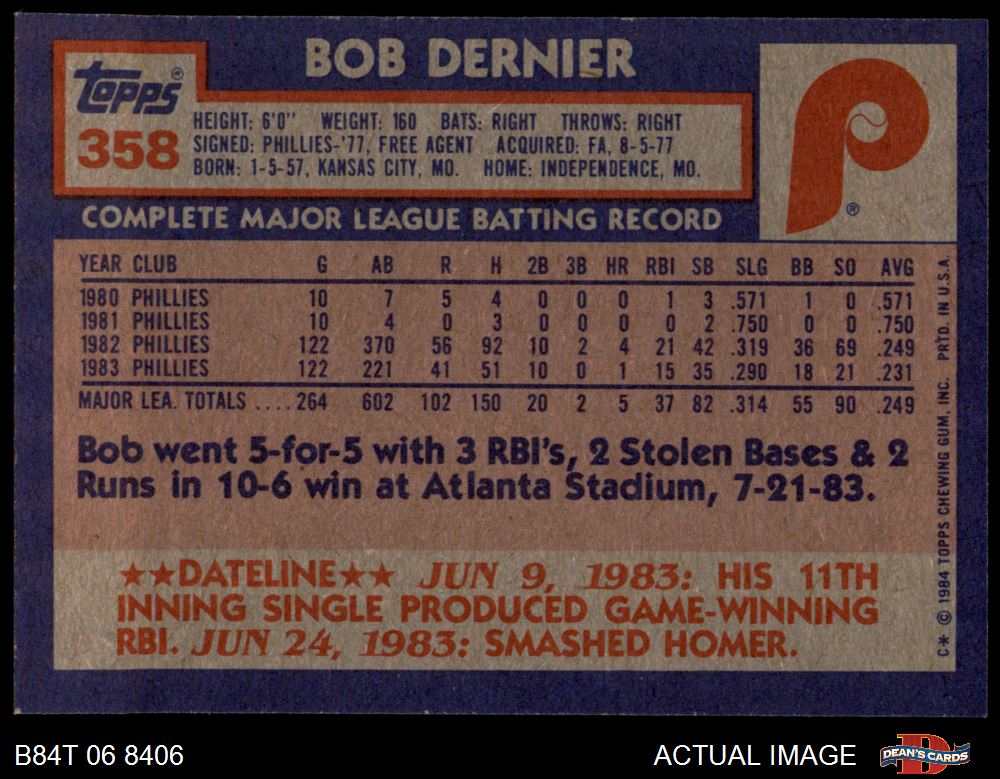 BOB DERNIER
topps®
358
HEIGHT: 6'0" WEIGHT: 160 BATS: RIGHT THROWS: RIGHT
SIGNED: PHILLIES-'77, FREE AGENT ACQUIRED: FA, 8-5-77
BORN: 1-5-57, KANSAS CITY, MO. HOME: INDEPENDENCE, MO.
P
®
COMPLETE MAJOR LEAGUE BATTING RECORD
YEAR CLUB G AB R H 2B 3B HR RBI SB SLG BB SO AVG
1980 PHILLIES 10 7 5 4 0 0 0 1 3 .571 1 0 .571
1981 PHILLIES 10 4 0 3 0 0 0 0 2 .750 0 0 .750
1982 PHILLIES 122 370 56 92 10 2 4 21 42 .319 36 69 .249
1983 PHILLIES 122 221 41 51 10 0 1 15 35 .290 18 21 .231
MAJOR LEA. TOTALS ....264 602 102 150 20 2 5 37 82 .314 55 90 .249
Bob went 5-for-5 with 3 RBI's, 2 Stolen Bases & 2
Runs in 10-6 win at Atlanta Stadium, 7-21-83.
★★DATELINE★★ JUN 9, 1983: HIS 11TH
INNING SINGLE PRODUCED GAME-WINNING
RBI. JUN 24, 1983: SMASHED HOMER.
C* © 1984 TOPPS CHEWING GUM, INC. PRTD. IN U.S.A.
B84T 06 8406
ACTUAL IMAGE
D
DEAN'S CARDS